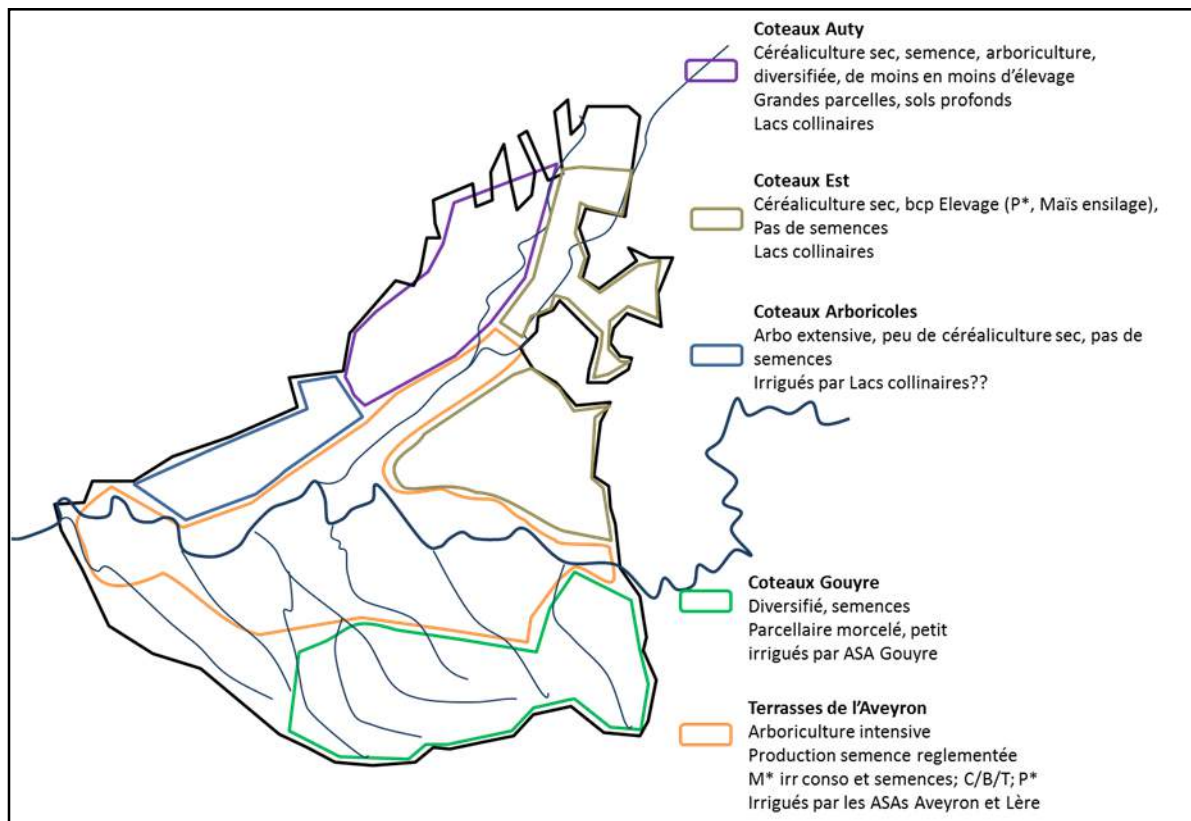 Coteaux Auty
Céréaliculture sec, semence, arboriculture,
diversifiée, de moins en moins d'élevage
Grandes parcelles, sols profonds
Lacs collinaires
Coteaux Est
Céréaliculture sec, bcp Elevage (P*, Maïs ensilage),
Pas de semences
Lacs collinaires
Coteaux Arboricoles
Arbo extensive, peu de céréaliculture sec, pas de
semences
Irrigués par Lacs collinaires??
Coteaux Gouyre
Diversifié, semences
Parcellaire morcelé, petit
irrigués par ASA Gouyre
Terrasses de l'Aveyron
Arboriculture intensive
Production semence reglementée
M* irr conso et semences; C/B/T; P*
Irrigués par les ASAs Aveyron et Lère